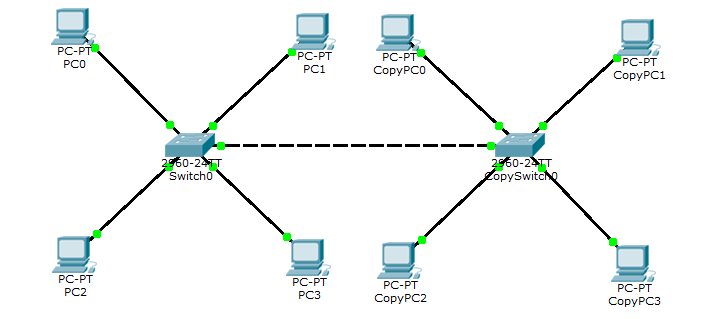 PC-PT
PC0
PC-PT
PC1
PC-PT
CopyPC0
PC-PT
CopyPC1
2960-24TT
Switch0
2960-24TT
CopySwitch0
PC-PT
PC2
PC-PT
PC3
PC-PT
CopyPC2
PC-PT
CopyPC3